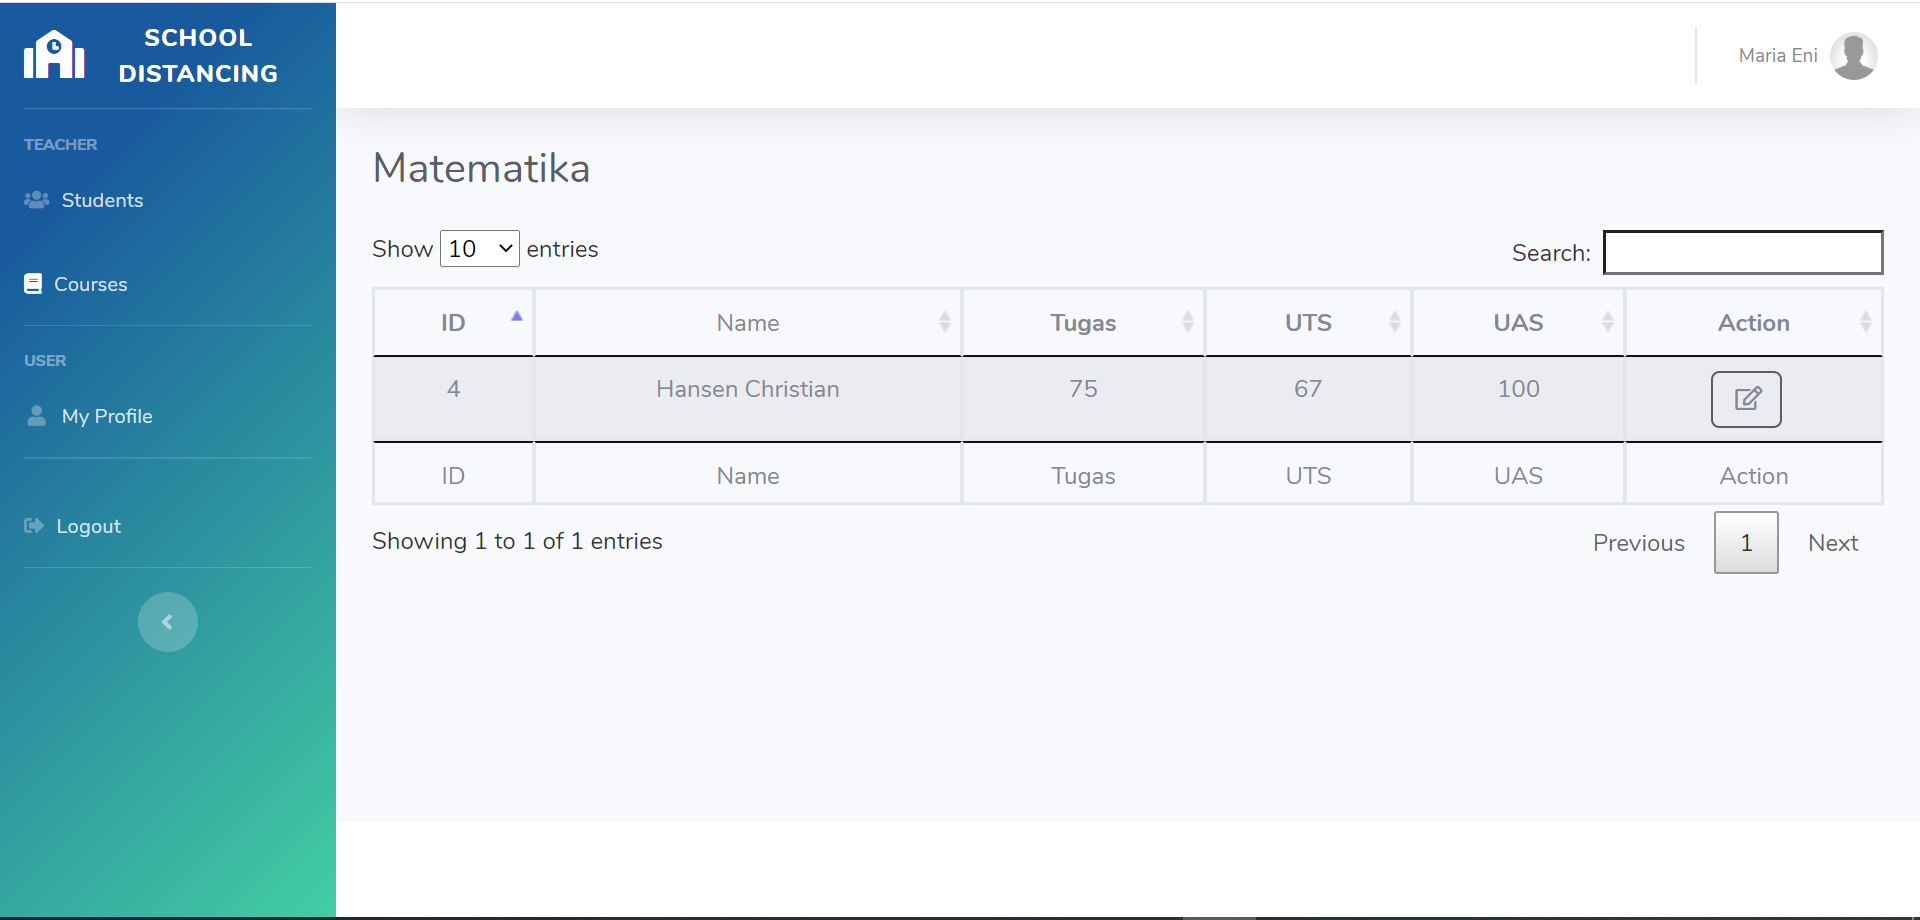 SCHOOL
DISTANCING
Maria Eni
TEACHER
Students
Courses
USER
My Profile
Logout
Matematika
Show 10 entries
Search:
ID Name Tugas UTS UAS Action
4 Hansen Christian 75 67 100
ID Name Tugas UTS UAS Action
Showing 1 to 1 of 1 entries
Previous 1 Next